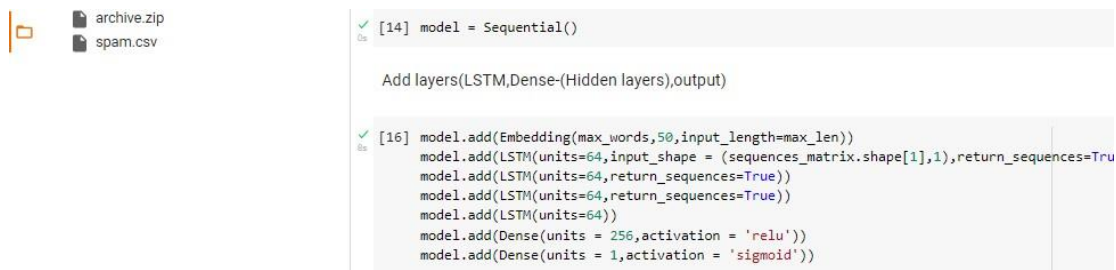 archive.zip
spam.csv
[14] model = Sequential()
0s
Add layers(LSTM,Dense-(Hidden layers),output)
[16] model.add(Embedding(max_words,50,input_length=max_len))
model.add(LSTM(units=64,input_shape = (sequences_matrix.shape[1],1),return_sequences=Tru
model.add(LSTM(units=64,return_sequences=True))
model.add(LSTM(units=64,return_sequences=True))
model.add(LSTM(units=64))
model.add(Dense(units = 256,activation = 'relu'))
model.add(Dense(units = 1,activation = 'sigmoid'))